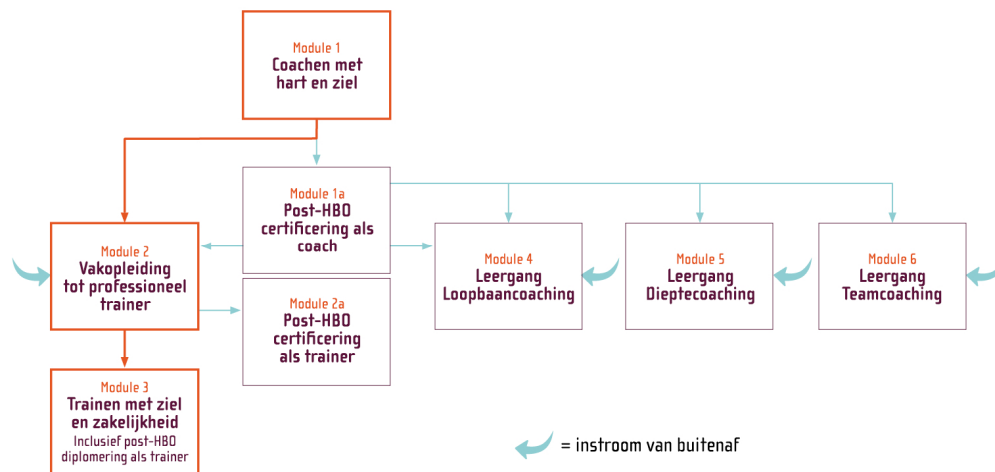 Module 1
Coachen met
hart en ziel
Module 1a
Post-HBO
certificering als
coach
Module 2
Vakopleiding
tot professioneel
trainer
Module 2a
Post-HBO
certificering
als trainer
Module 3
Trainen met ziel
en zakelijkheid
Inclusief post-HBO
diplomering als trainer
Module 4
Leergang
Loopbaancoaching
Module 5
Leergang
Dieptecoaching
Module 6
Leergang
Teamcoaching
= instroom van buitenaf